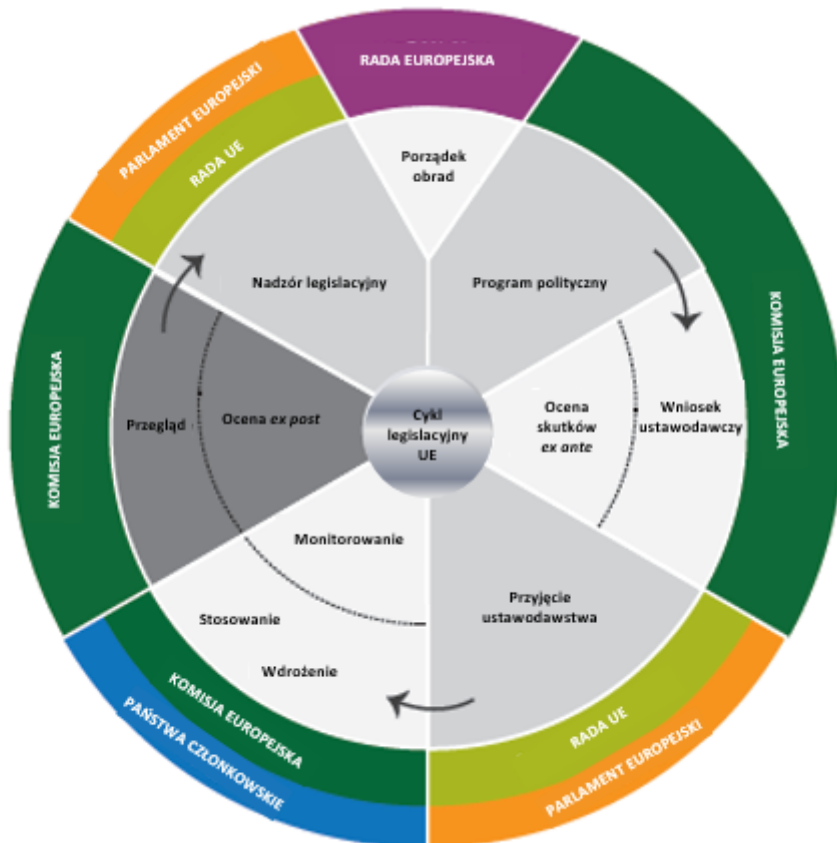 RADA EUROPEJSKA
PARLAMENT EUROPEJSKI
RADA UE
Porządek
obrad
Nadzór legislacyjny
Program polityczny
KOMISJA EUROPEJSKA
KOMISJA EUROPEJSKA
Przegląd
Ocena ex post
Cykl
legislacyjny
UE
Ocena
skutków
ex ante
Wniosek
ustawodawczy
Monitorowanie
Stosowanie
Wdrożenie
Przyjęcie
ustawodawstwa
KOMISJA EUROPEJSKA
PAŃSTWA CZŁONKOWSKIE
RADA UE
PARLAMENT EUROPEJSKI